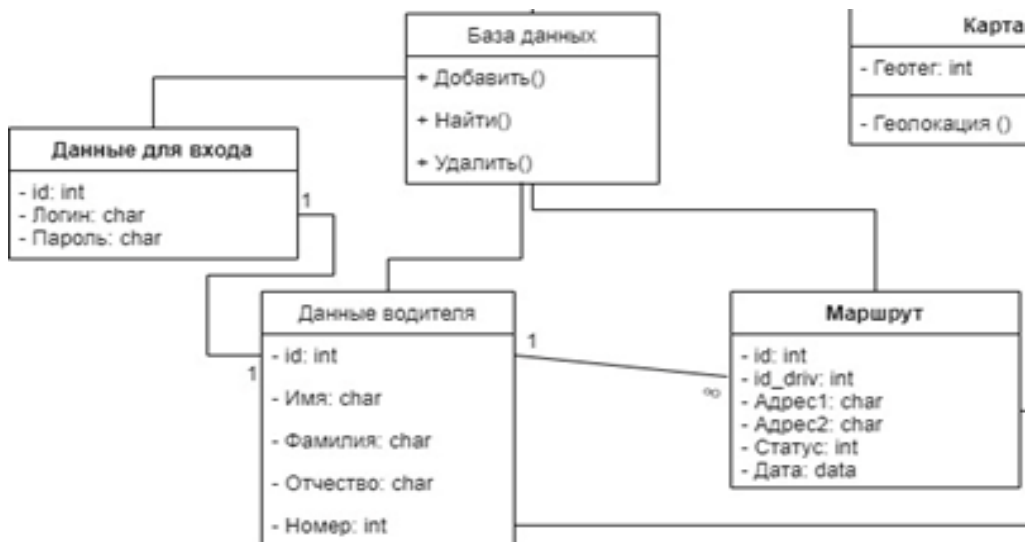 База данных
+ Добавить()
+ Найти()
+ Удалить()
Карта
- Геотег: int
- Геолокация ()
Данные для входа
- id: int
- Логин: char
- Пароль: char
1
1
Данные водителя
- id: int
- Имя: char
- Фамилия: char
- Отчество: char
- Номер: int
1
∞
Маршрут
- id: int
- id_driv: int
- Адрес1: char
- Адрес2: char
- Статус: int
- Дата: data